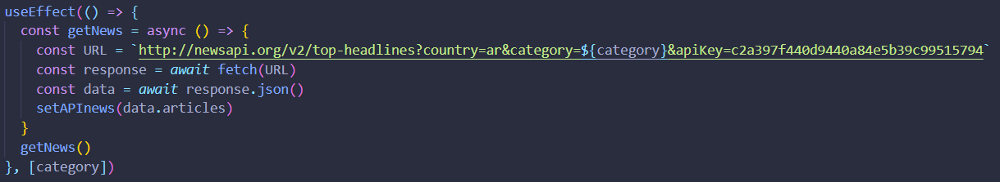 useEffect(() => {
const getNews = async () => {
const URL = `http://newsapi.org/v2/top-headlines?country=ar&category=${category}&apiKey=c2a397f440d9440a84e5b39c99515794`
const response = await fetch(URL)
const data = await response.json()
setAPInews(data.articles)
}
getNews()
}, [category])